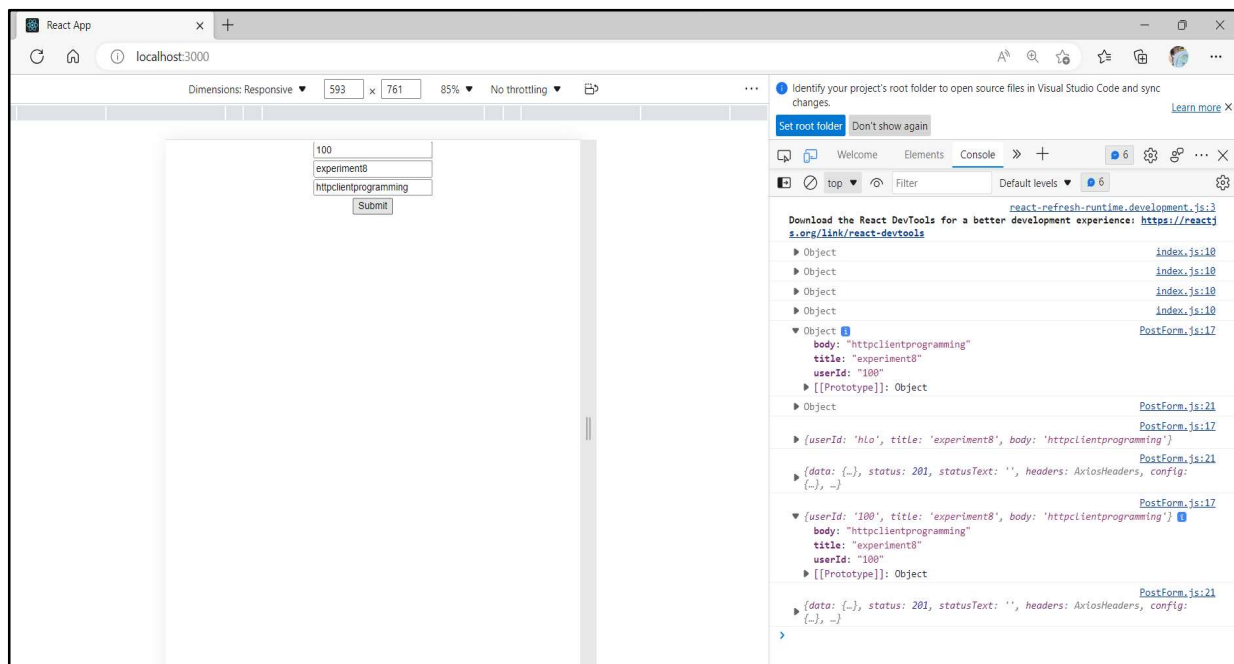 React App
localhost:3000
Dimensions: Responsive 593 x 761 85% No throttling
100
experiment8
httpclientprogramming
Submit
Identify your project's root folder to open source files in Visual Studio Code and sync
changes.
Learn more
Set root folder Don't show again
Welcome Elements Console 6
top Filter Default levels 6
react-refresh-runtime.development.js:3
Download the React DevTools for a better development experience: https://reactj
s.org/link/react-devtools
Object index.js:10
Object index.js:10
Object index.js:10
Object index.js:10
Object PostForm.js:17
body: "httpclientprogramming"
title: "experiment8"
userId: "100"
[[Prototype]]: Object
Object PostForm.js:21
PostForm.js:17
{userId: 'hlo', title: 'experiment8', body: 'httpclientprogramming'}
PostForm.js:21
{data: {…}, status: 201, statusText: '', headers: AxiosHeaders, config:
{…}, …}
PostForm.js:17
{userId: '100', title: 'experiment8', body: 'httpclientprogramming'}
body: "httpclientprogramming"
title: "experiment8"
userId: "100"
[[Prototype]]: Object
PostForm.js:21
{data: {…}, status: 201, statusText: '', headers: AxiosHeaders, config:
{…}, …}